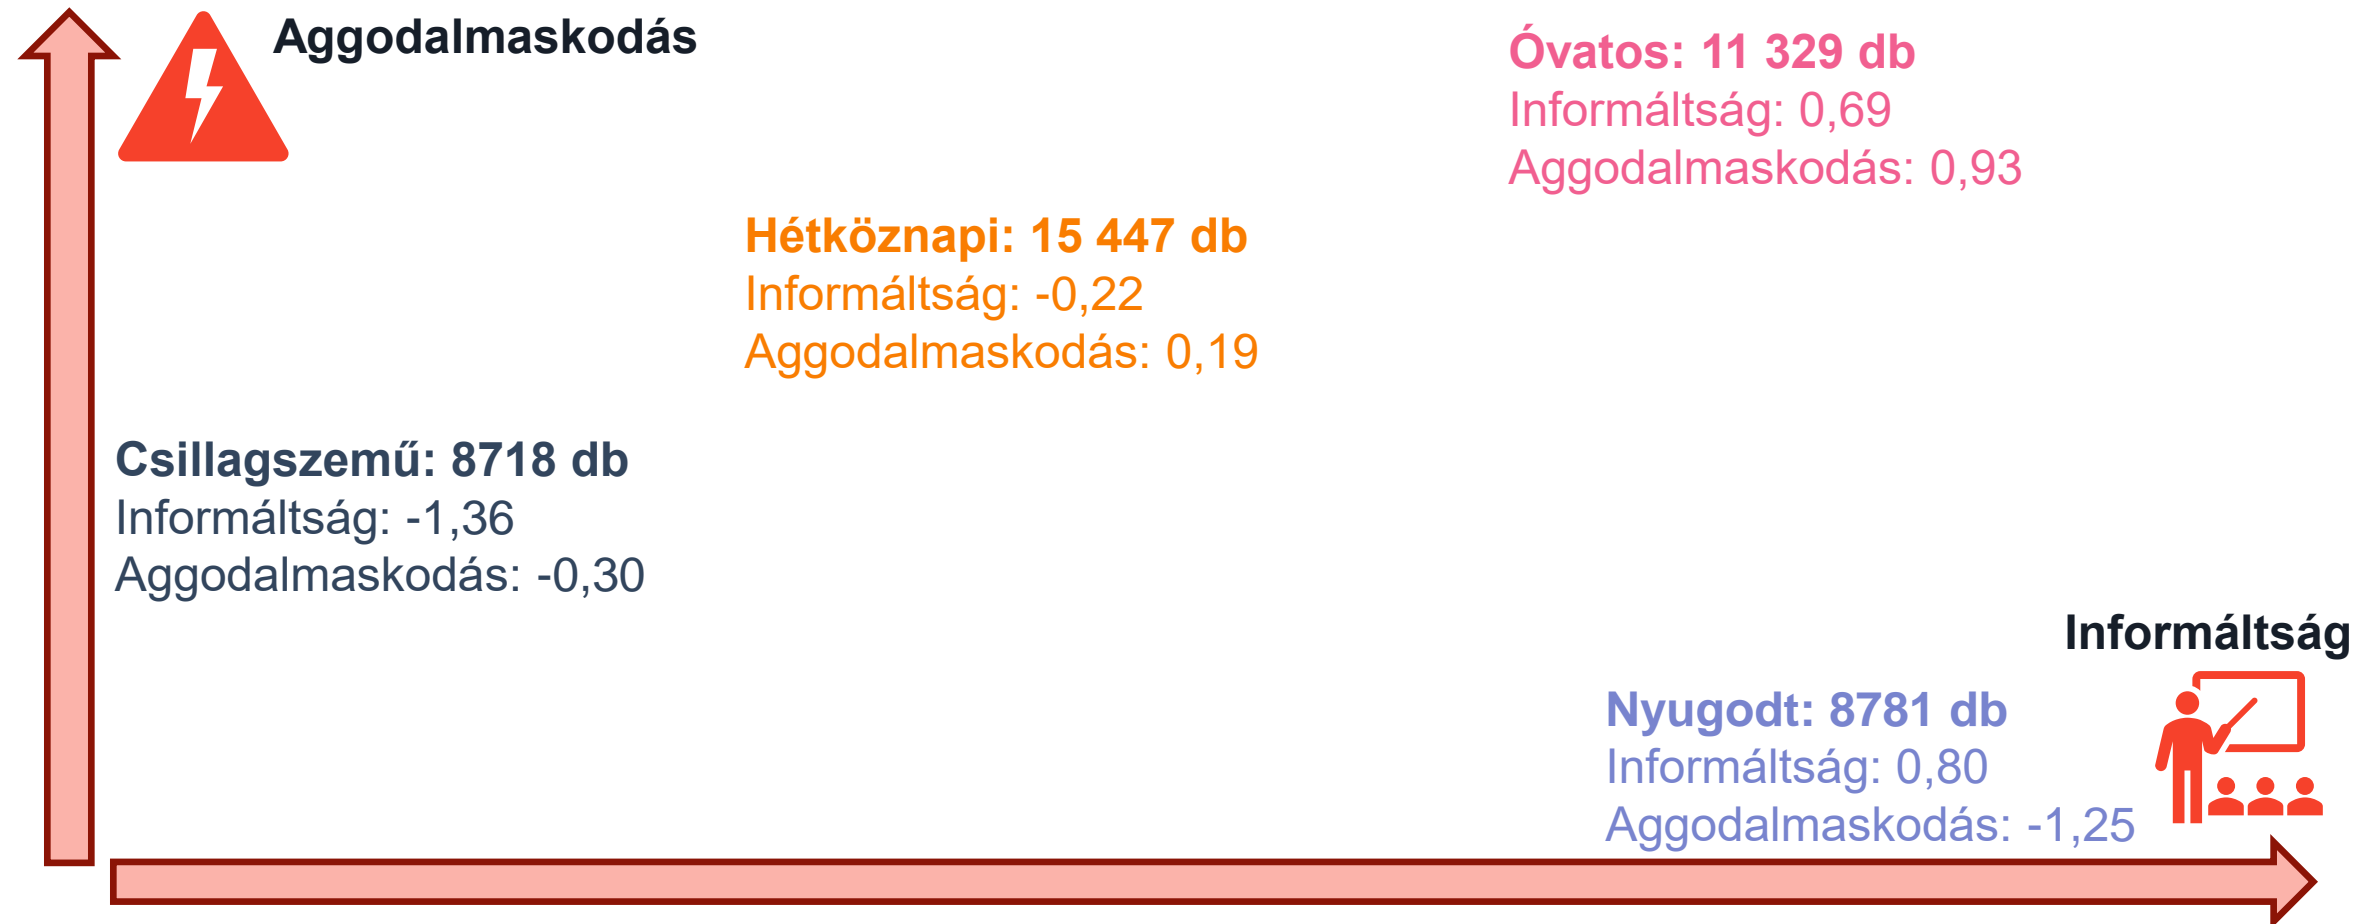 Aggodalmaskodás
Óvatos: 11 329 db
Informáltság: 0,69
Aggodalmaskodás: 0,93
Hétköznapi: 15 447 db
Informáltság: -0,22
Aggodalmaskodás: 0,19
Csillagszemű: 8718 db
Informáltság: -1,36
Aggodalmaskodás: -0,30
Informáltság
Nyugodt: 8781 db
Informáltság: 0,80
Aggodalmaskodás: -1,25